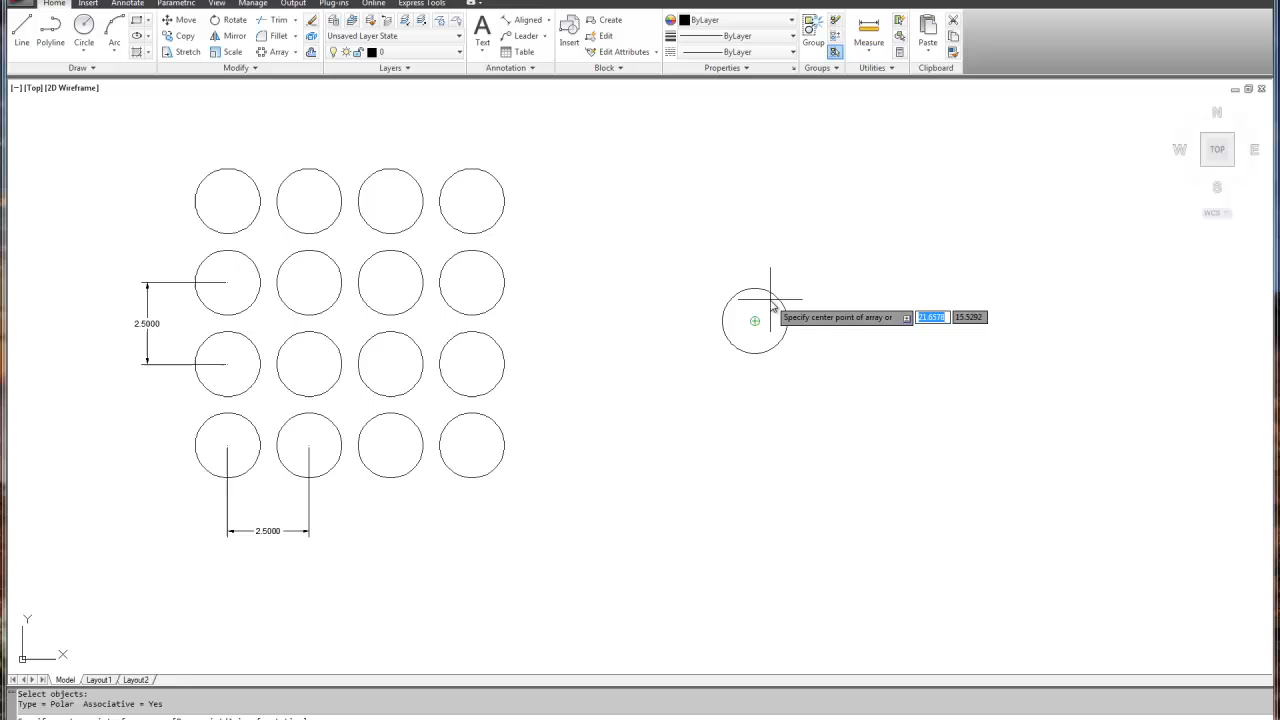 Home Insert Annotate Parametric View Manage Output Plug-ins Online Express Tools
Line Polyline Circle Arc
Move Rotate Trim
Copy Mirror Fillet
Stretch Scale Array
Unsaved Layer State
0
Text
Aligned
Leader
Table
Insert
Create
Edit
Edit Attributes
ByLayer
ByLayer
ByLayer
Group
Measure
Paste
Draw Modify Layers Annotation Block Properties Groups Utilities Clipboard
[−] [Top] [2D Wireframe]
N
W TOP E
S
WCS
2.5000
Specify center point of array or 21.6578 15.5292
2.5000
Y
X
Model Layout1 Layout2
Select objects:
Type = Polar Associative = Yes